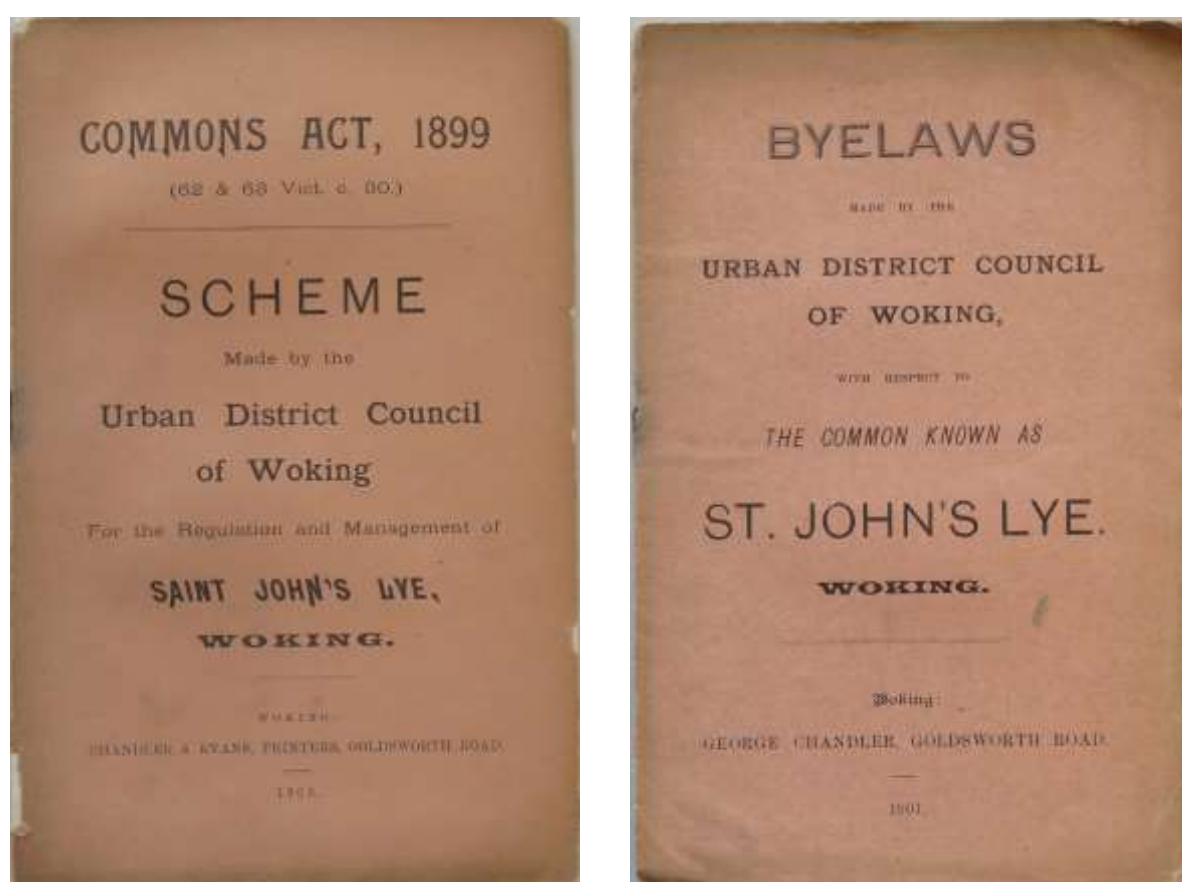 COMMONS ACT, 1899
(62 & 63 Vict. c. 30.)
SCHEME
Made by the
Urban District Council
of Woking
For the Regulation and Management of
SAINT JOHN'S LYE,
WOKING.
WOKING:
CHANDLER & EVANS, PRINTERS, GOLDSWORTH ROAD.
BYELAWS
MADE BY THE
URBAN DISTRICT COUNCIL
OF WOKING,
WITH RESPECT TO
THE COMMON KNOWN AS
ST. JOHN'S LYE.
WOKING.
Woking:
GEORGE CHANDLER, GOLDSWORTH ROAD.
1901.